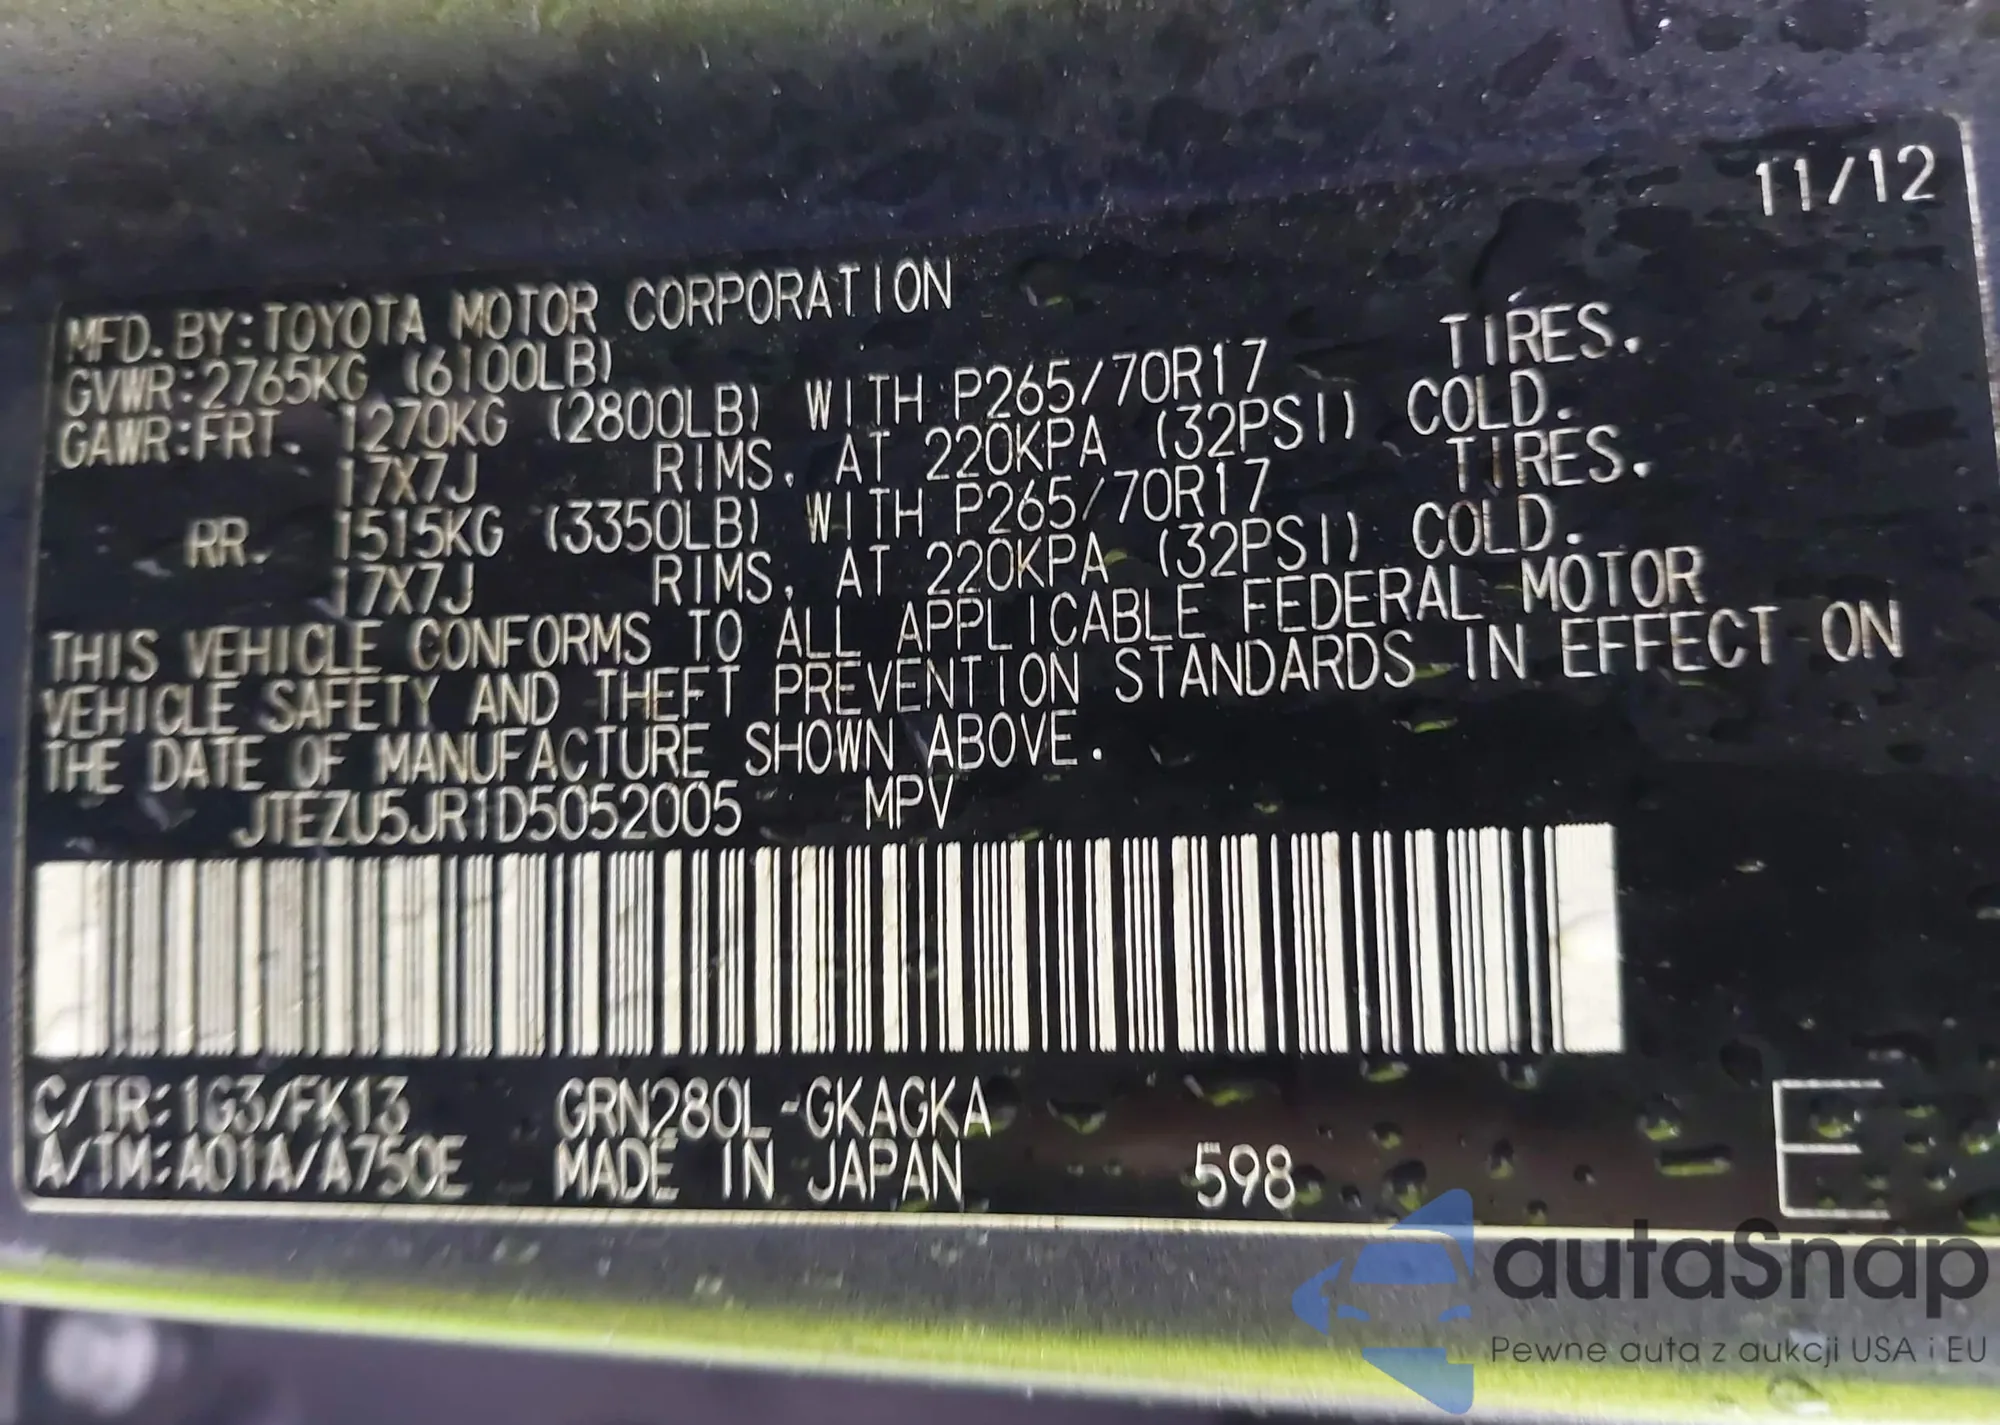 11/12
MFD. BY: TOYOTA MOTOR CORPORATION
GVWR: 2765KG (6100LB)
GAWR: FRT. 1270KG (2800LB) WITH P265/70R17 TIRES.
17X7J RIMS, AT 220KPA (32PSI) COLD.
RR. 1515KG (3350LB) WITH P265/70R17 TIRES.
17X7J RIMS, AT 220KPA (32PSI) COLD.
THIS VEHICLE CONFORMS TO ALL APPLICABLE FEDERAL MOTOR
VEHICLE SAFETY AND THEFT PREVENTION STANDARDS IN EFFECT ON
THE DATE OF MANUFACTURE SHOWN ABOVE.
JTEZU5JR1D5052005 MPV
C/TR: 1G3/FK13 GRN280L-GKAGKA
A/TM: A01A/A750E MADE IN JAPAN 598 E
autaSnap
Pewne auta z aukcji USA i EU